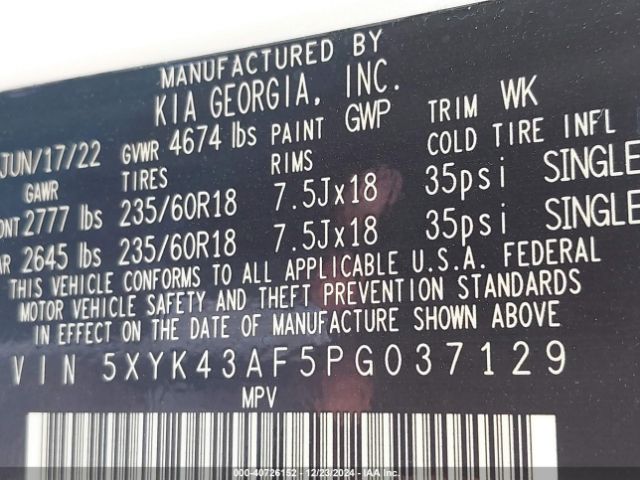 MANUFACTURED BY
KIA GEORGIA, INC.
JUN/17/22 GVWR 4674 lbs PAINT GWP TRIM WK
GAWR TIRES RIMS COLD TIRE INFL
ONT 2777 lbs 235/60R18 7.5Jx18 35psi SINGLE
AR 2645 lbs 235/60R18 7.5Jx18 35psi SINGLE
THIS VEHICLE CONFORMS TO ALL APPLICABLE U.S.A. FEDERAL
MOTOR VEHICLE SAFETY AND THEFT PREVENTION STANDARDS
IN EFFECT ON THE DATE OF MANUFACTURE SHOWN ABOVE
VIN 5XYK43AF5PG037129
MPV
000-40726152 - 12/23/2024 - IAA Inc.